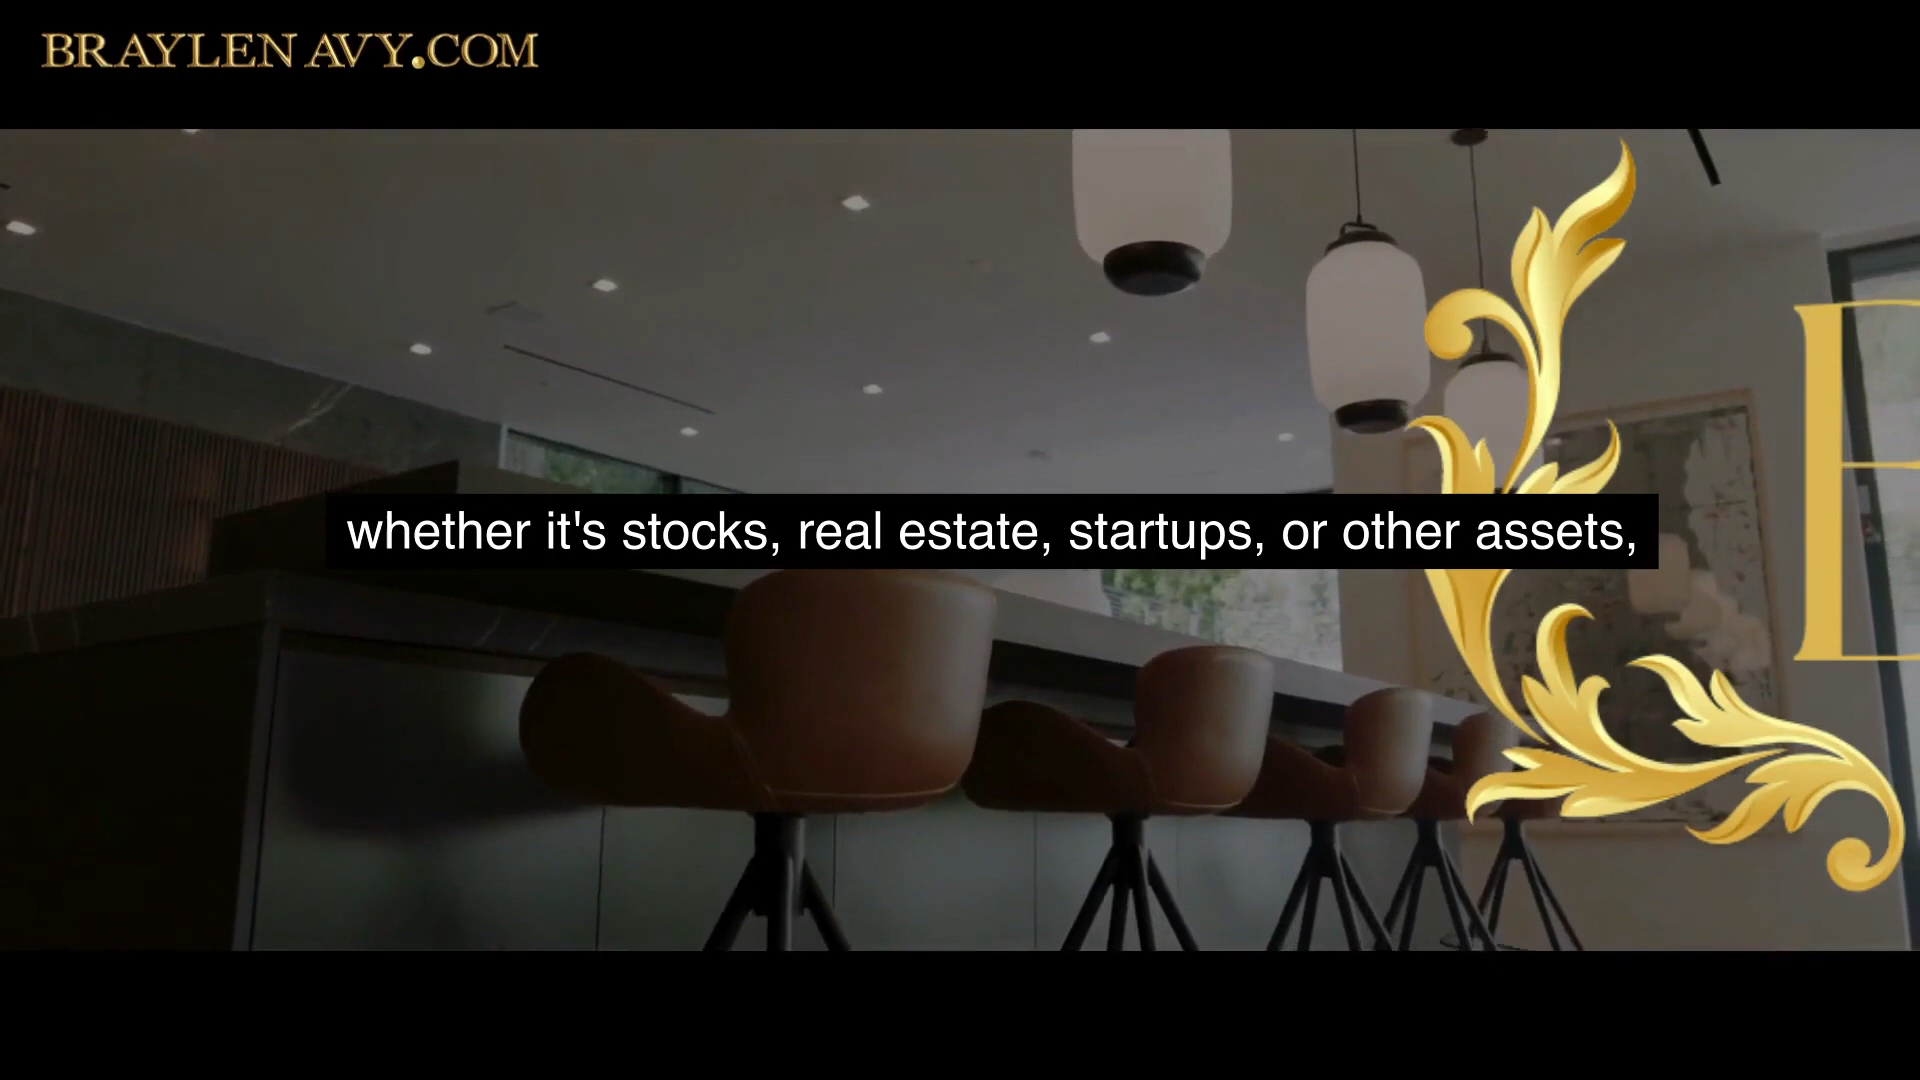 BRAYLEN AVY.COM
whether it's stocks, real estate, startups, or other assets,